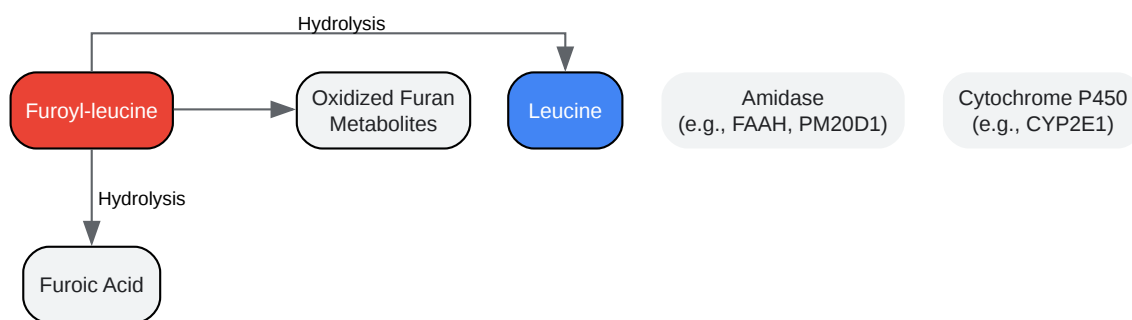 Hydrolysis
Furoyl-leucine
Oxidized Furan
Metabolites
Leucine
Amidase
(e.g., FAAH, PM20D1)
Cytochrome P450
(e.g., CYP2E1)
Hydrolysis
Furoic Acid